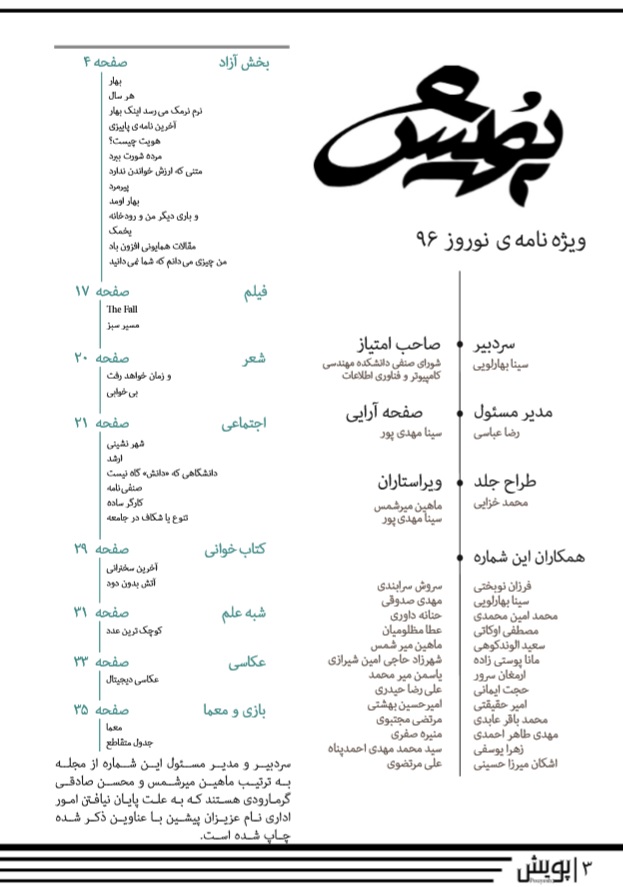 پویش
ویژه نامه ی نوروز ۹۶
سردبیر
سینا بهارلویی
صاحب امتیاز
شورای صنفی دانشکده مهندسی
کامپیوتر و فناوری اطلاعات
مدیر مسئول
رضا عباسی
صفحه آرایی
سینا مهدی پور
طراح جلد
محمد خزایی
ویراستاران
ماهین میرشمس
سینا مهدی پور
همکاران این شماره
فرزان نوبختی
سینا بهارلویی
محمد امین محمدی
مصطفی اوکاتی
سعید الوندکوهی
مانا پوستی زاده
ارمغان سرور
حجت ایمانی
امیر حقیقتی
محمد باقر عابدی
مهدی طاهر احمدی
زهرا یوسفی
اشکان میرزا حسینی
سروش سرابندی
مهدی صدوقی
حنانه داوری
عطا مظلومیان
ماهین میر شمس
شهرزاد حاجی امین شیرازی
یاسمن میر محمد
علی رضا حیدری
امیرحسین بهشتی
مرتضی مجتبوی
منیره صفری
سید محمد مهدی احمدپناه
علی مرتضوی
بخش آزاد صفحه ۴
بهار
هر سال
نرم نرمک می رسد اینک بهار
آخرین نامه‌ی پاییزی
هویت چیست؟
مرده شورت ببرد
متنی که ارزش خواندن ندارد
پیرمرد
بهار اومد
و باری دیگر من و رودخانه
یخمک
مقالات همایونی افزون باد
من چیزی می دانم که شما نمی دانید
فیلم صفحه ۱۷
The Fall
مسیر سبز
شعر صفحه ۲۰
و زمان خواهد رفت
بی خوابی
اجتماعی صفحه ۲۱
شهر نشینی
ارشد
دانشگاهی که «دانش» گاه نیست
صنفی نامه
کارگر ساده
تنوع یا شکاف در جامعه
کتاب خوانی صفحه ۲۹
آخرین سخنرانی
آتش بدون دود
شبه علم صفحه ۳۱
کوچک ترین عدد
عکاسی صفحه ۳۳
عکاسی دیجیتال
بازی و معما صفحه ۳۵
معما
جدول متقاطع
سردبیر و مدیر مسئول این شماره از مجله
به ترتیب ماهین میرشمس و محسن صادقی
گرمارودی هستند که به علت پایان نیافتن امور
اداری نام عزیزان پیشین با عناوین ذکر شده
چاپ شده است.
۳ | پویش